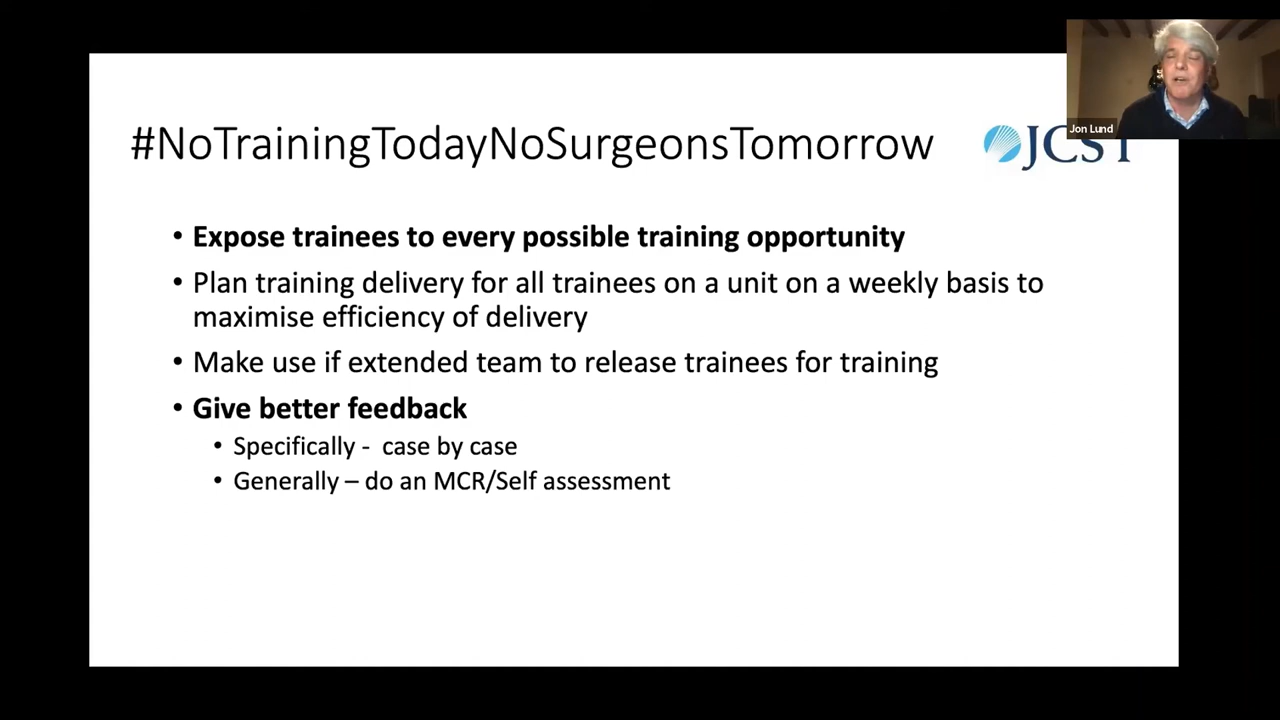 Jon Lund
#NoTrainingTodayNoSurgeonsTomorrow
JCST
• Expose trainees to every possible training opportunity
• Plan training delivery for all trainees on a unit on a weekly basis to
maximise efficiency of delivery
• Make use if extended team to release trainees for training
• Give better feedback
• Specifically - case by case
• Generally – do an MCR/Self assessment